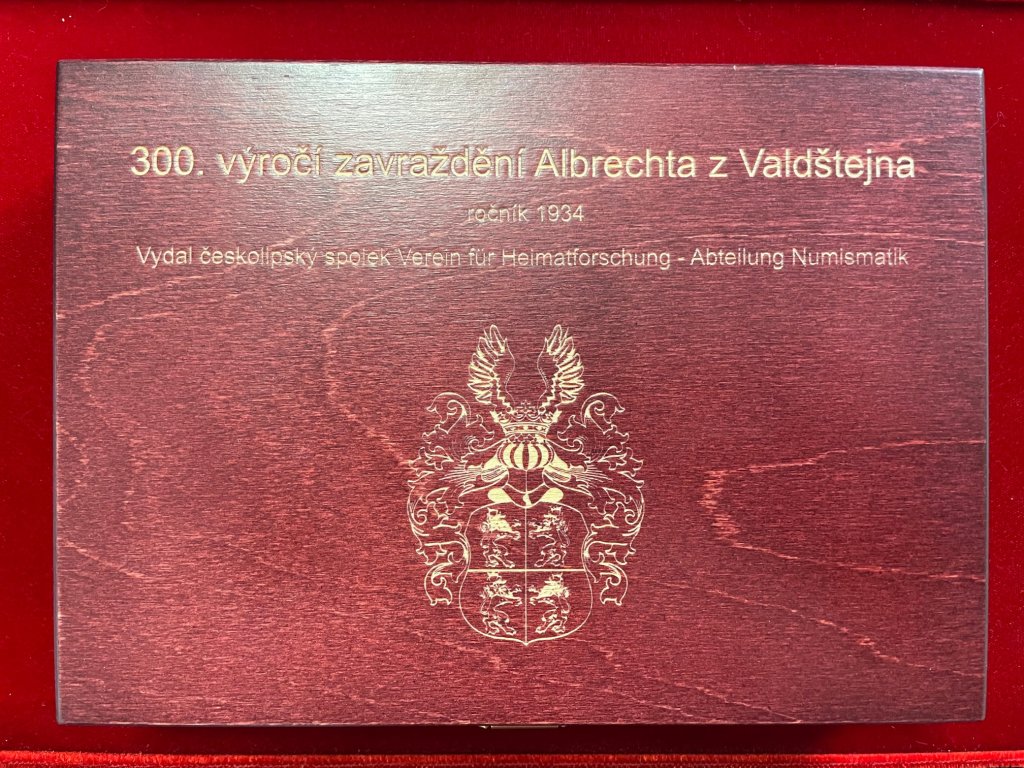 300. výročí zavraždění Albrechta z Valdštejna
ročník 1934
Vydal českolipský spolek Verein für Heimatforschung - Abteilung Numismatik